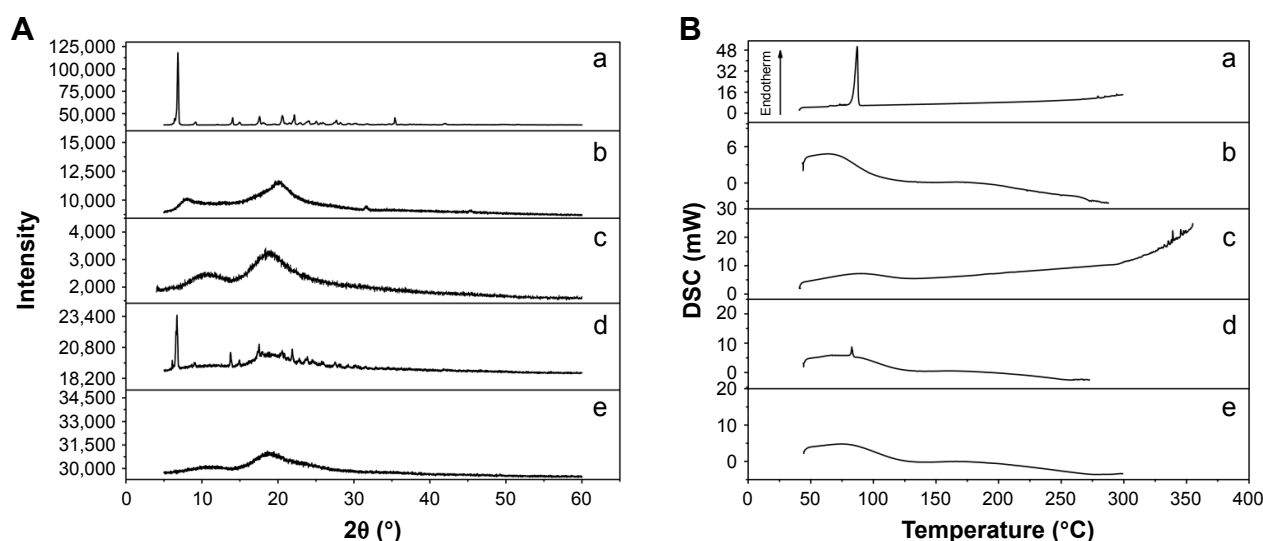 A
Intensity
125,000
100,000
75,000
50,000
a
15,000
12,500
10,000
b
4,000
3,000
2,000
c
23,400
20,800
18,200
d
34,500
33,000
31,500
30,000
e
0 10 20 30 40 50 60
2θ (°)
B
DSC (mW)
Endotherm
48
32
16
0
a
6
0
b
30
20
10
0
c
20
10
0
d
20
10
0
e
0 50 100 150 200 250 300 350 400
Temperature (°C)